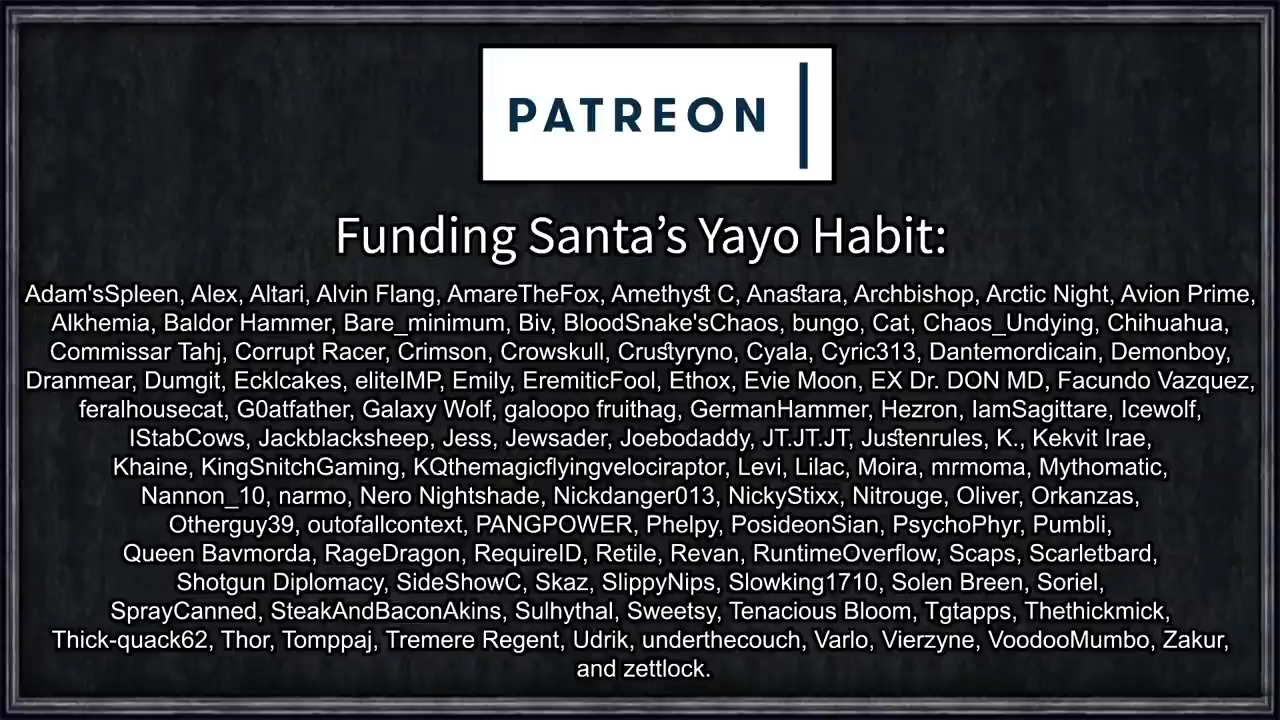 PATREON
Funding Santa’s Yayo Habit:
Adam'sSpleen, Alex, Altari, Alvin Flang, AmareTheFox, Amethyst C, Anastara, Archbishop, Arctic Night, Avion Prime,
Alkhemia, Baldor Hammer, Bare_minimum, Biv, BloodSnake'sChaos, bungo, Cat, Chaos_Undying, Chihuahua,
Commissar Tahj, Corrupt Racer, Crimson, Crowskull, Crustyryno, Cyala, Cyric313, Dantemordicain, Demonboy,
Dranmear, Dumgit, Ecklcakes, eliteIMP, Emily, EremiticFool, Ethox, Evie Moon, EX Dr. DON MD, Facundo Vazquez,
feralhousecat, G0atfather, Galaxy Wolf, galoopo fruithag, GermanHammer, Hezron, IamSagittare, Icewolf,
IStabCows, Jackblacksheep, Jess, Jewsader, Joebodaddy, JT.JT.JT, Justenrules, K., Kekvit Irae,
Khaine, KingSnitchGaming, KQthemagicflyingvelociraptor, Levi, Lilac, Moira, mrmoma, Mythomatic,
Nannon_10, narmo, Nero Nightshade, Nickdanger013, NickyStixx, Nitrouge, Oliver, Orkanzas,
Otherguy39, outofallcontext, PANGPOWER, Phelpy, PosideonSian, PsychoPhyr, Pumbli,
Queen Bavmorda, RageDragon, RequireID, Retile, Revan, RuntimeOverflow, Scaps, Scarletbard,
Shotgun Diplomacy, SideShowC, Skaz, SlippyNips, Slowking1710, Solen Breen, Soriel,
SprayCanned, SteakAndBaconAkins, Sulhythal, Sweetsy, Tenacious Bloom, Tgtapps, Thethickmick,
Thick-quack62, Thor, Tomppaj, Tremere Regent, Udrik, underthecouch, Varlo, Vierzyne, VoodooMumbo, Zakur,
and zettlock.